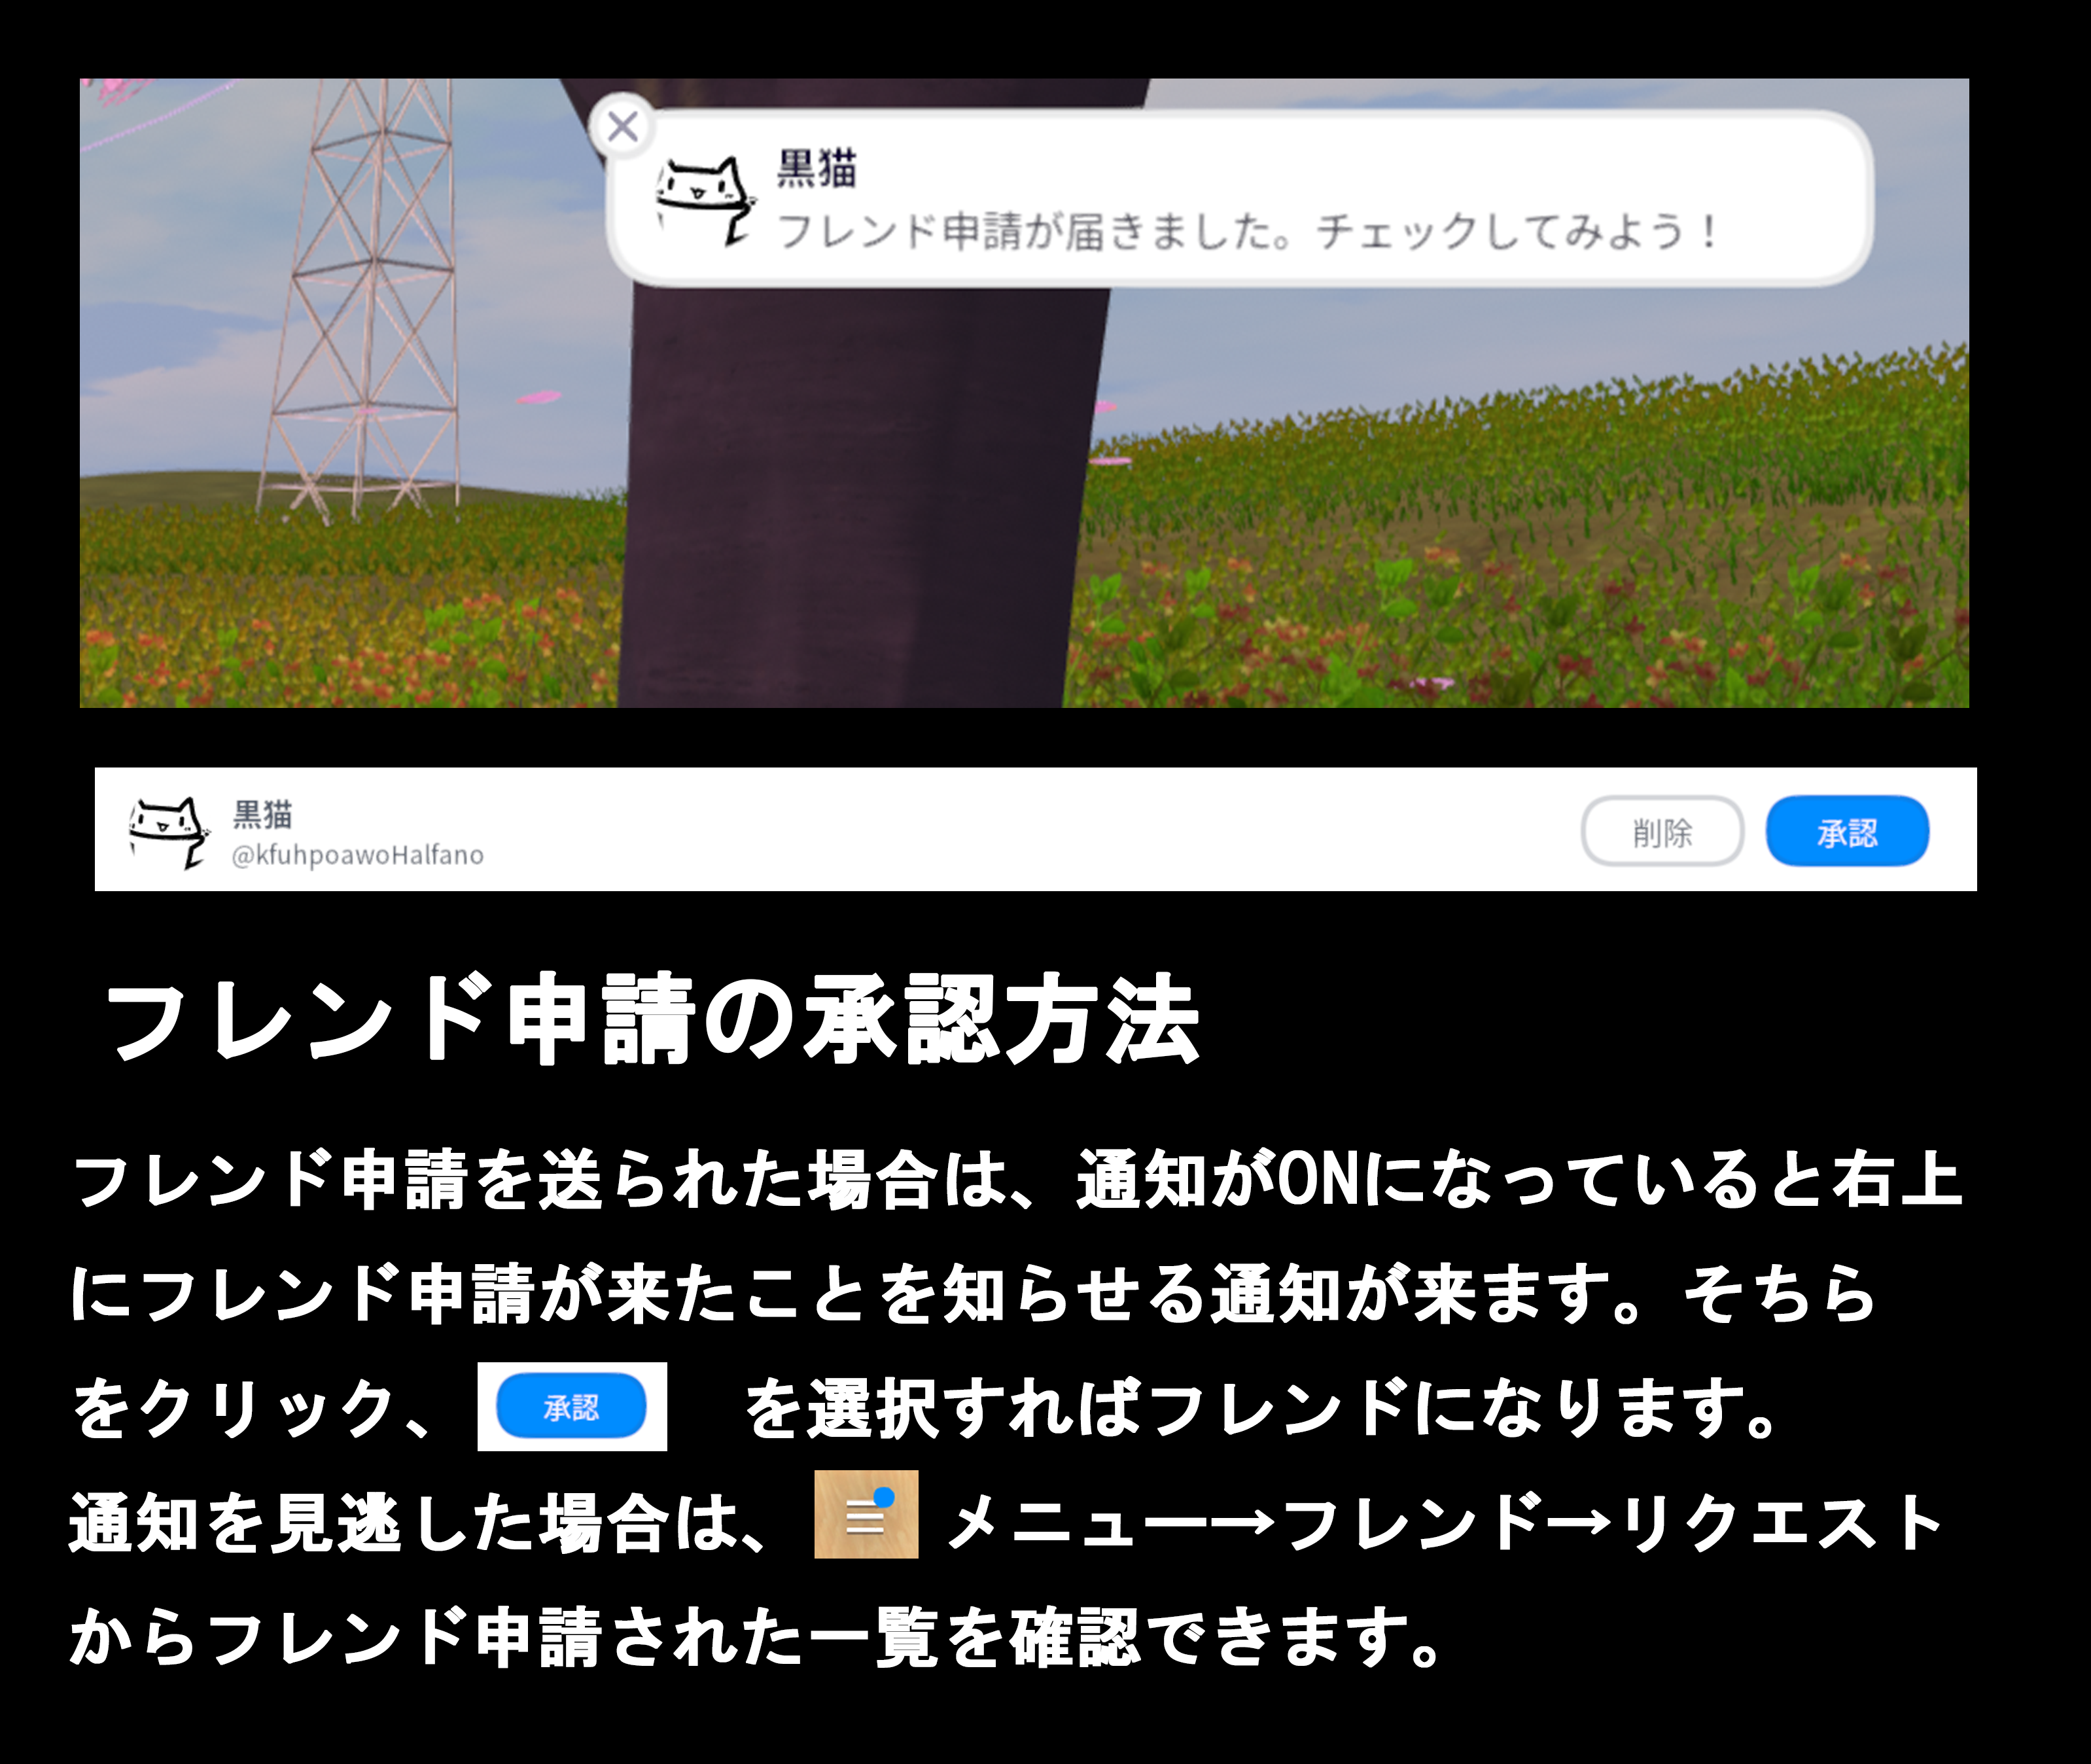 黒猫
フレンド申請が届きました。チェックしてみよう！
黒猫
@kfuhpoawoHalfano
削除
承認
フレンド申請の承認方法
フレンド申請を送られた場合は、通知がONになっていると右上
にフレンド申請が来たことを知らせる通知が来ます。そちら
をクリック、 承認 を選択すればフレンドになります。
通知を見逃した場合は、 メニュー→フレンド→リクエスト
からフレンド申請された一覧を確認できます。